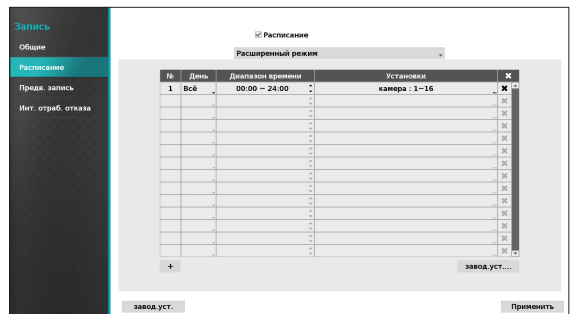 Запись
Общие
Расписание
Предв. запись
Инт. отраб. отказа
Расписание
Расширенный режим
№ День Диапазон времени Установки ✖
1 Всё 00:00 ~ 24:00 камера : 1~16 ✖
+ завод.уст....
завод.уст. Применить